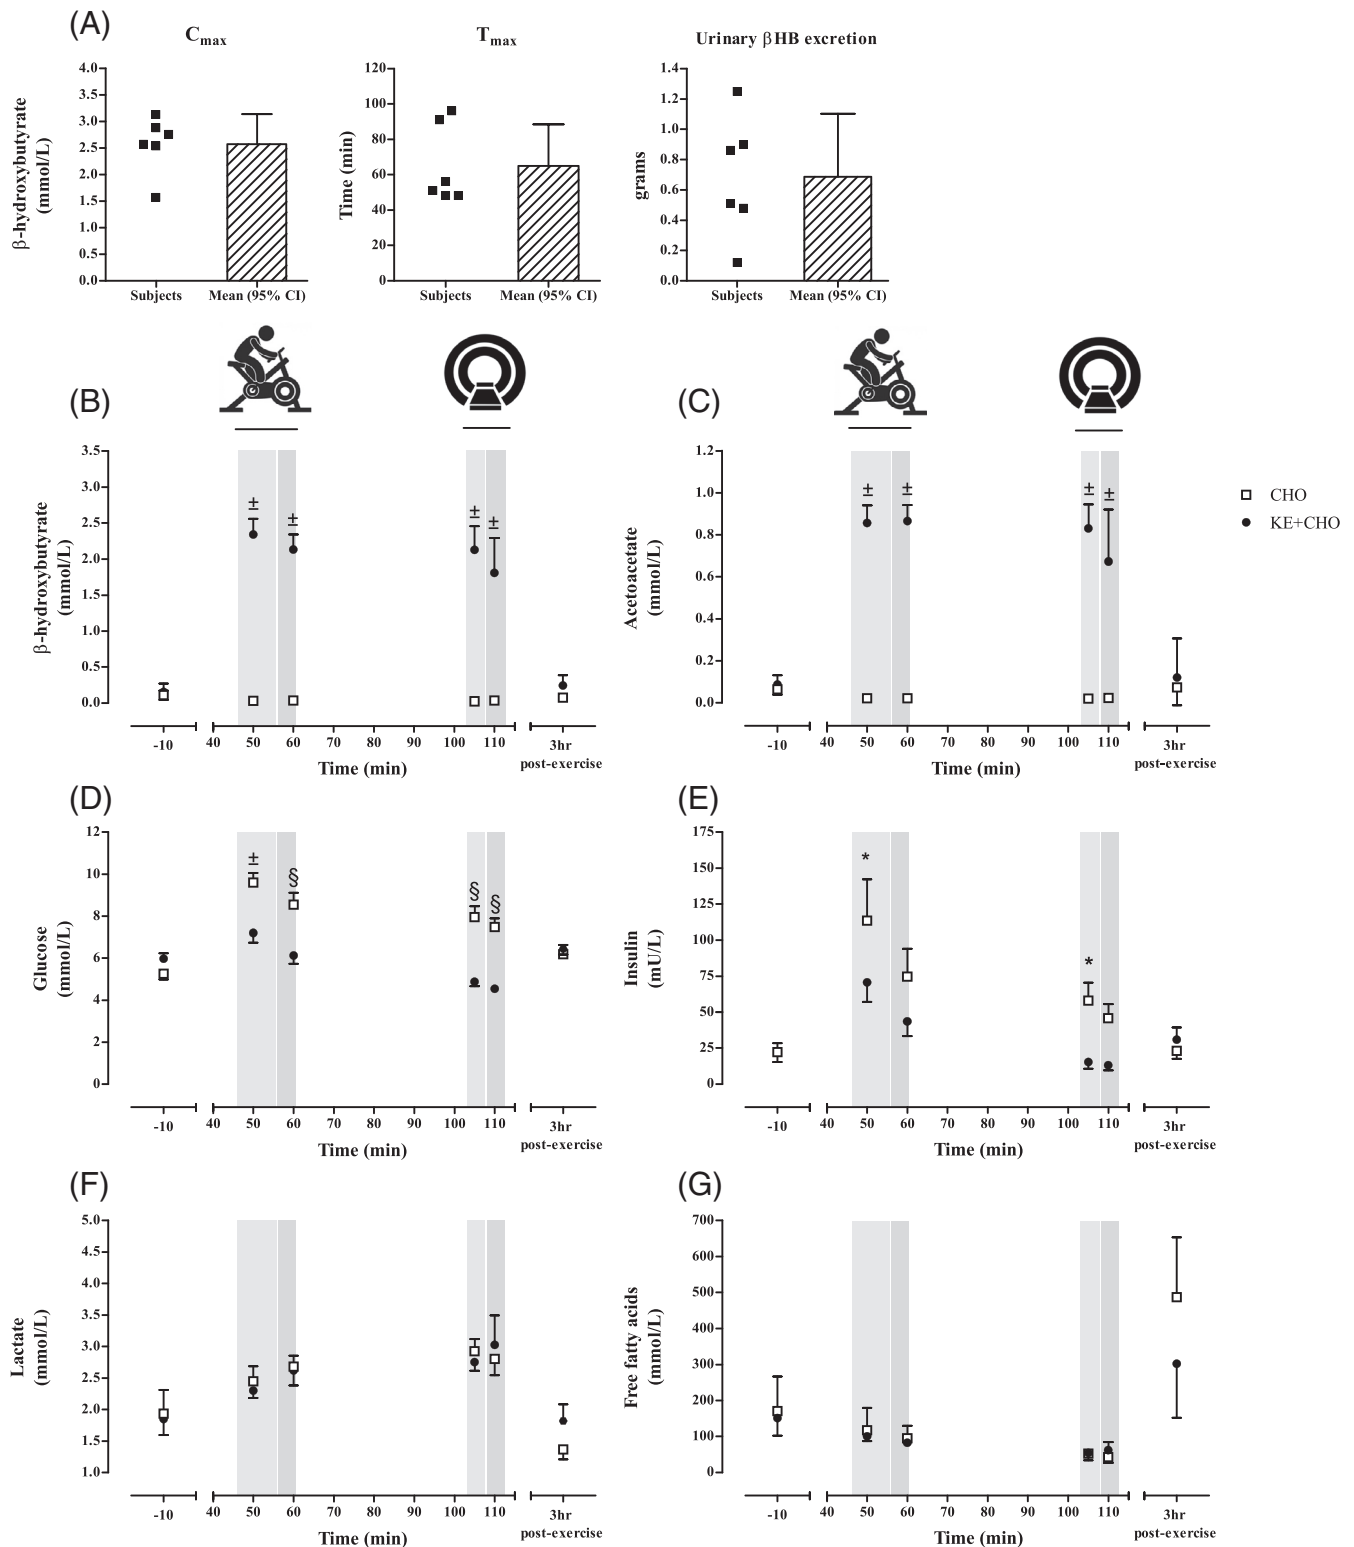 (A)
C max
T max
Urinary βHB excretion
β-hydroxybutyrate
(mmol/L)
4.0
3.5
3.0
2.5
2.0
1.5
1.0
0.5
0.0
Subjects
Mean (95% CI)
Time (min)
120
100
80
60
40
20
0
Subjects
Mean (95% CI)
grams
1.4
1.2
1.0
0.8
0.6
0.4
0.2
0.0
Subjects
Mean (95% CI)
(B)
β-hydroxybutyrate
(mmol/L)
3.5
3.0
2.5
2.0
1.5
1.0
0.5
0.0
± ± ± ±
-10 40 50 60 70 80 90 100 110 3hr
Time (min) post-exercise
(C)
Acetoacetate
(mmol/L)
1.2
1.0
0.8
0.6
0.4
0.2
0.0
± ± ± ±
-10 40 50 60 70 80 90 100 110 3hr
Time (min) post-exercise
CHO
KE+CHO
(D)
Glucose
(mmol/L)
12
10
8
6
4
2
0
± § § §
-10 40 50 60 70 80 90 100 110 3hr
Time (min) post-exercise
(E)
Insulin
(mU/L)
175
150
125
100
75
50
25
0
* *
-10 40 50 60 70 80 90 100 110 3hr
Time (min) post-exercise
(F)
Lactate
(mmol/L)
5.0
4.5
4.0
3.5
3.0
2.5
2.0
1.5
1.0
-10 40 50 60 70 80 90 100 110 3hr
Time (min) post-exercise
(G)
Free fatty acids
(mmol/L)
700
600
500
400
300
200
100
0
-10 40 50 60 70 80 90 100 110 3hr
Time (min) post-exercise